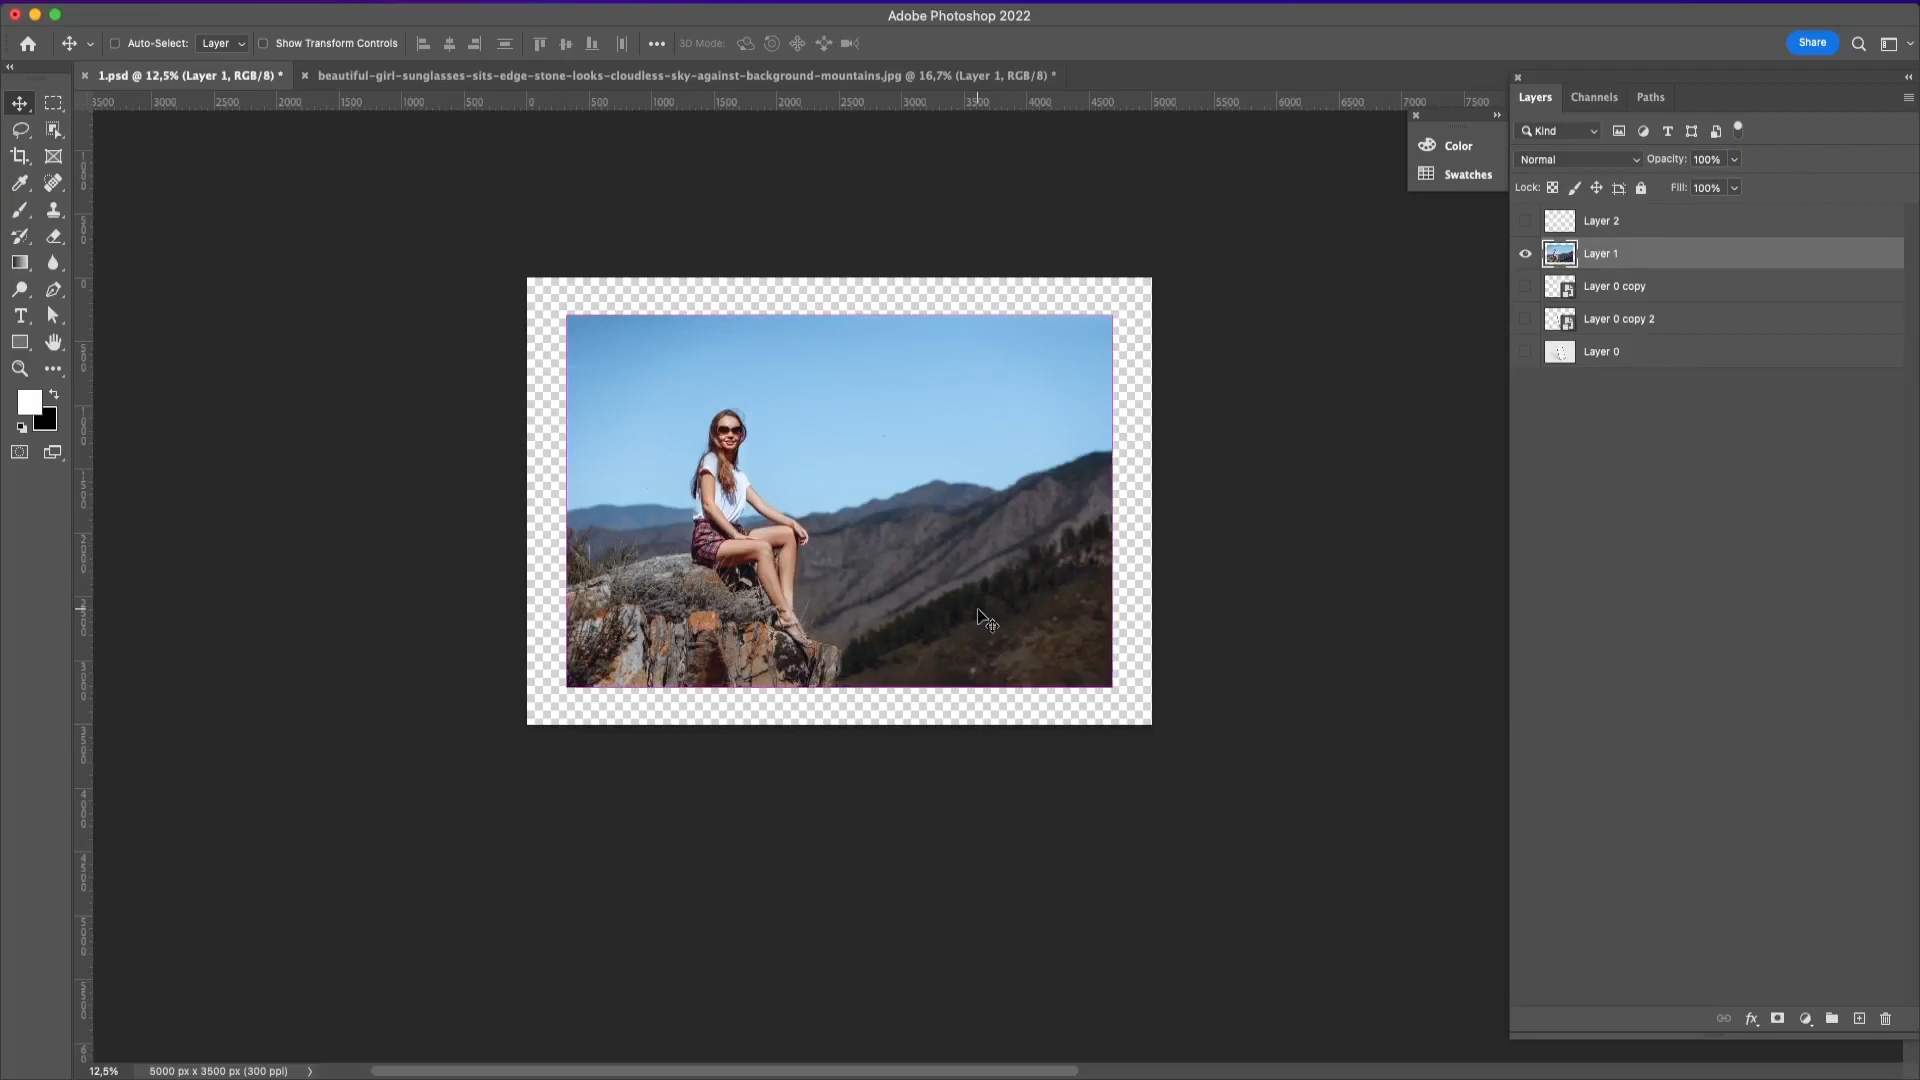 Adobe Photoshop 2022
Auto-Select: Layer Show Transform Controls 3D Mode: Share
1.psd @ 12,5% (Layer 1, RGB/8) * beautiful-girl-sunglasses-sits-edge-stone-looks-cloudless-sky-against-background-mountains.jpg @ 16,7% (Layer 1, RGB/8) *
3500 3000 2500 2000 1500 1000 500 0 500 1000 1500 2000 2500 3000 3500 4000 4500 5000 5500 6000 6500 7000 7500
Layers Channels Paths
Kind
Color
Swatches
Normal Opacity: 100%
Lock: Fill: 100%
Layer 2
Layer 1
Layer 0 copy
Layer 0 copy 2
Layer 0
12,5% 5000 px x 3500 px (300 ppi)